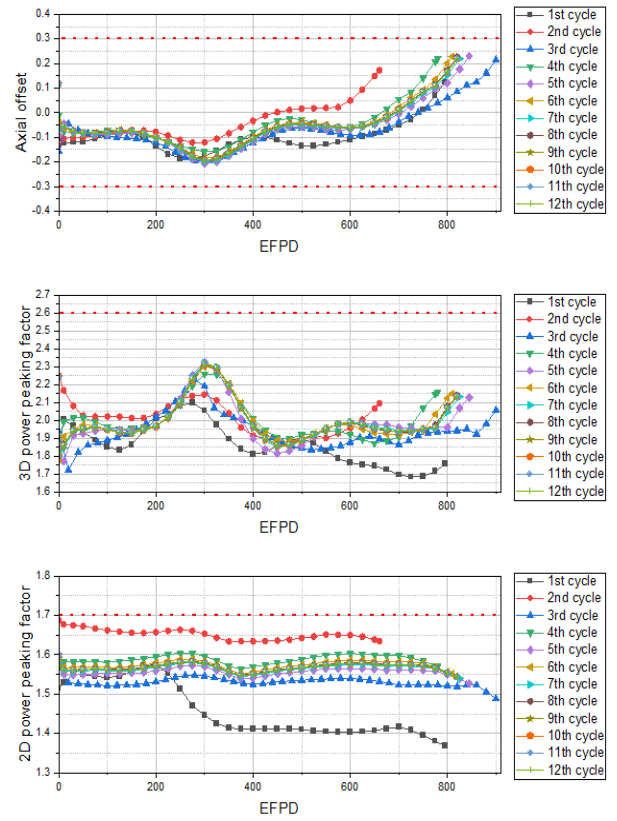 0.4
0.3
0.2
0.1
0.0
-0.1
-0.2
-0.3
-0.4
Axial offset
0
200
400
600
800
EFPD
1st cycle
2nd cycle
3rd cycle
4th cycle
5th cycle
6th cycle
7th cycle
8th cycle
9th cycle
10th cycle
11th cycle
12th cycle
2.7
2.6
2.5
2.4
2.3
2.2
2.1
2.0
1.9
1.8
1.7
1.6
3D power peaking factor
0
200
400
600
800
EFPD
1st cycle
2nd cycle
3rd cycle
4th cycle
5th cycle
6th cycle
7th cycle
8th cycle
9th cycle
10th cycle
11th cycle
12th cycle
1.8
1.7
1.6
1.5
1.4
1.3
2D power peaking factor
0
200
400
600
800
EFPD
1st cycle
2nd cycle
3rd cycle
4th cycle
5th cycle
6th cycle
7th cycle
8th cycle
9th cycle
10th cycle
11th cycle
12th cycle